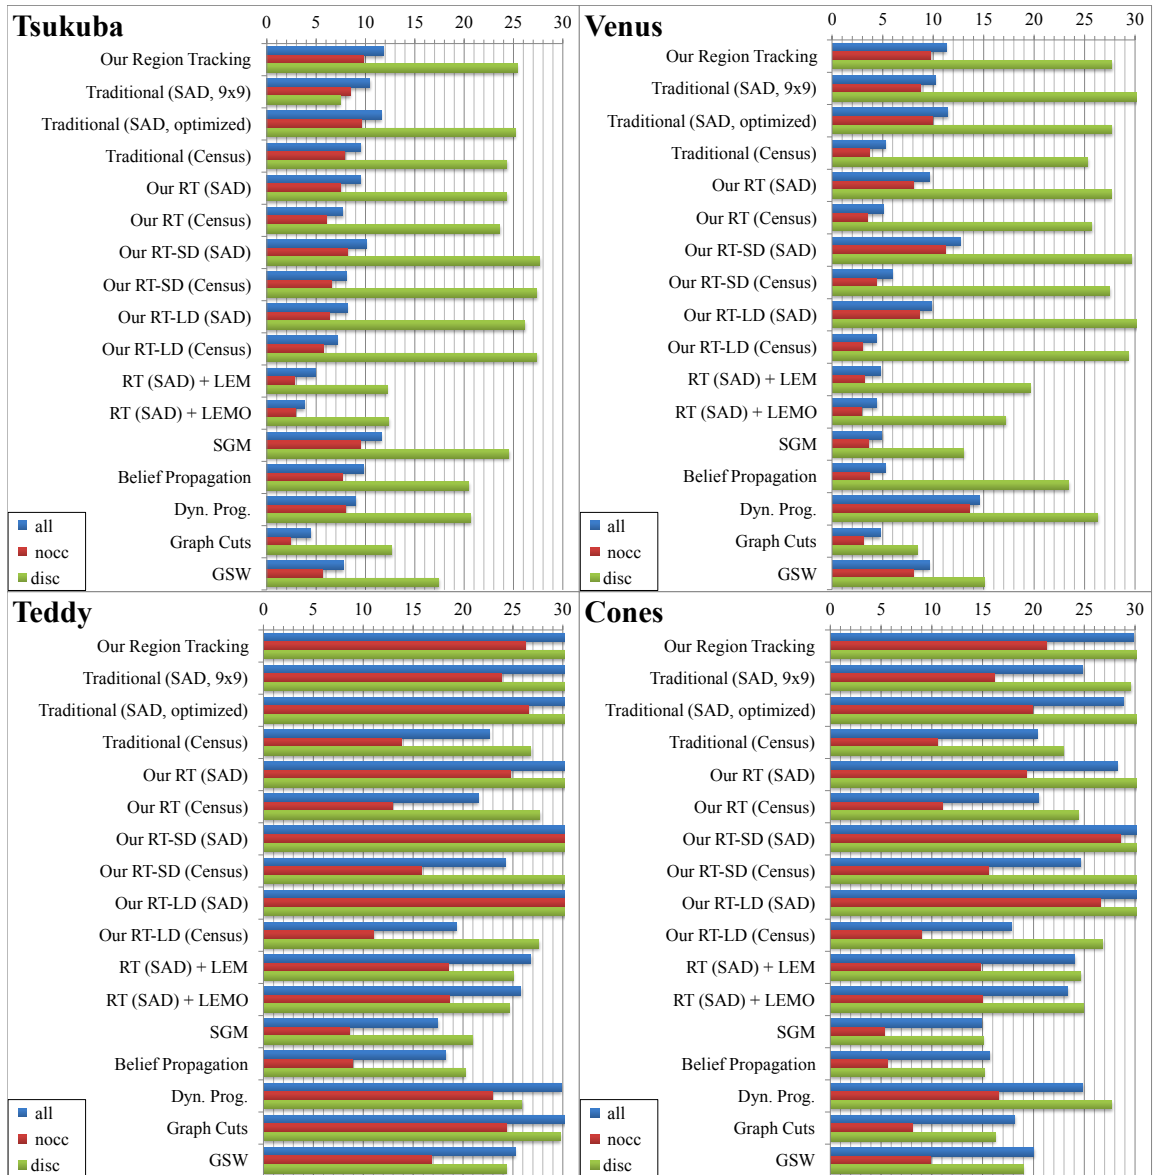 Tsukuba
0 5 10 15 20 25 30
Our Region Tracking
Traditional (SAD, 9x9)
Traditional (SAD, optimized)
Traditional (Census)
Our RT (SAD)
Our RT (Census)
Our RT-SD (SAD)
Our RT-SD (Census)
Our RT-LD (SAD)
Our RT-LD (Census)
RT (SAD) + LEM
RT (SAD) + LEMO
SGM
Belief Propagation
Dyn. Prog.
Graph Cuts
GSW
all
nocc
disc
Venus
0 5 10 15 20 25 30
Our Region Tracking
Traditional (SAD, 9x9)
Traditional (SAD, optimized)
Traditional (Census)
Our RT (SAD)
Our RT (Census)
Our RT-SD (SAD)
Our RT-SD (Census)
Our RT-LD (SAD)
Our RT-LD (Census)
RT (SAD) + LEM
RT (SAD) + LEMO
SGM
Belief Propagation
Dyn. Prog.
Graph Cuts
GSW
all
nocc
disc
Teddy
0 5 10 15 20 25 30
Our Region Tracking
Traditional (SAD, 9x9)
Traditional (SAD, optimized)
Traditional (Census)
Our RT (SAD)
Our RT (Census)
Our RT-SD (SAD)
Our RT-SD (Census)
Our RT-LD (SAD)
Our RT-LD (Census)
RT (SAD) + LEM
RT (SAD) + LEMO
SGM
Belief Propagation
Dyn. Prog.
Graph Cuts
GSW
all
nocc
disc
Cones
0 5 10 15 20 25 30
Our Region Tracking
Traditional (SAD, 9x9)
Traditional (SAD, optimized)
Traditional (Census)
Our RT (SAD)
Our RT (Census)
Our RT-SD (SAD)
Our RT-SD (Census)
Our RT-LD (SAD)
Our RT-LD (Census)
RT (SAD) + LEM
RT (SAD) + LEMO
SGM
Belief Propagation
Dyn. Prog.
Graph Cuts
GSW
all
nocc
disc